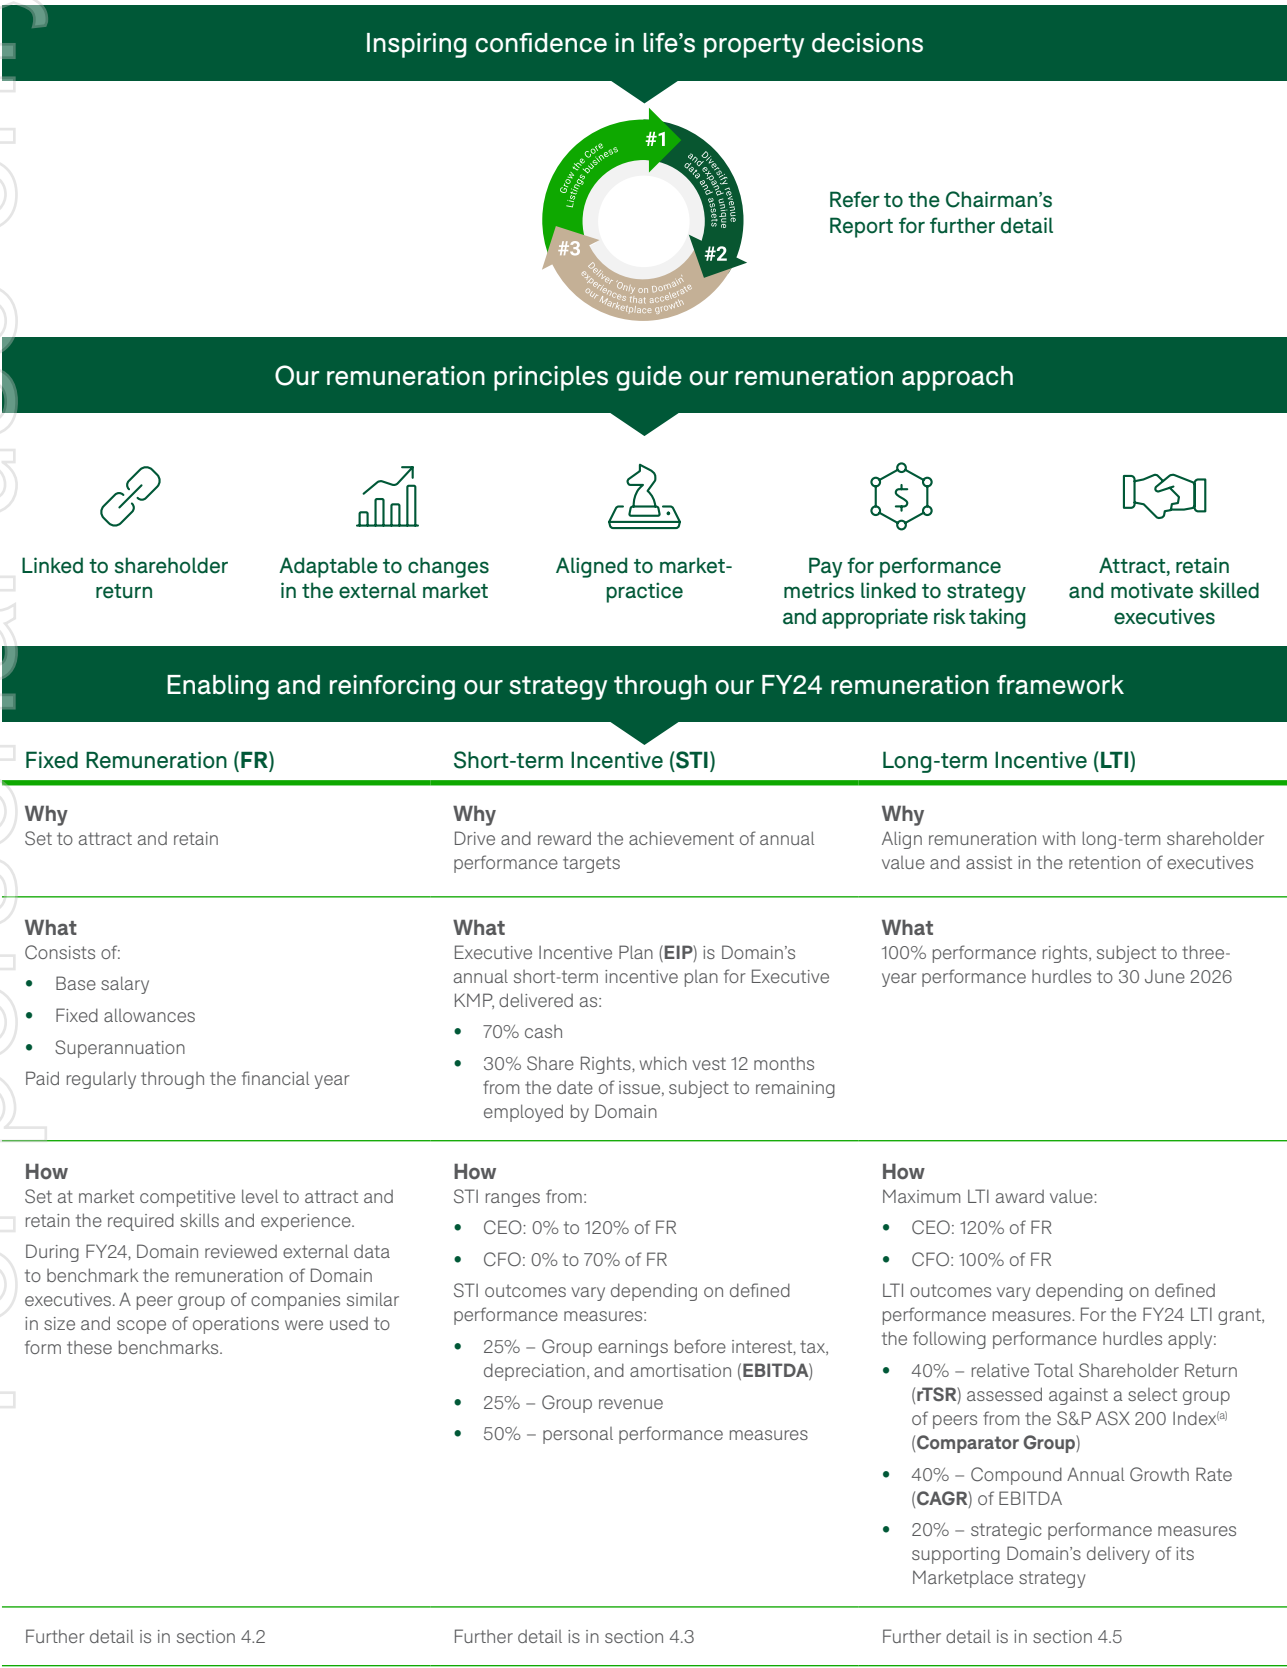 Inspiring confidence in life's property decisions
#1
Grow the Core
Listings business
Diversify revenue
and expand unique
data and assets
#2
#3
Deliver 'Only on Domain'
experiences that accelerate
our Marketplace growth
Refer to the Chairman's
Report for further detail
Our remuneration principles guide our remuneration approach
Linked to shareholder
return
Adaptable to changes
in the external market
Aligned to market-
practice
$
Pay for performance
metrics linked to strategy
and appropriate risk taking
Attract, retain
and motivate skilled
executives
Enabling and reinforcing our strategy through our FY24 remuneration framework
Fixed Remuneration (FR)
Why
Set to attract and retain
What
Consists of:
• Base salary
• Fixed allowances
• Superannuation
Paid regularly through the financial year
How
Set at market competitive level to attract and
retain the required skills and experience.
During FY24, Domain reviewed external data
to benchmark the remuneration of Domain
executives. A peer group of companies similar
in size and scope of operations were used to
form these benchmarks.
Further detail is in section 4.2
Short-term Incentive (STI)
Why
Drive and reward the achievement of annual
performance targets
What
Executive Incentive Plan (EIP) is Domain's
annual short-term incentive plan for Executive
KMP, delivered as:
• 70% cash
• 30% Share Rights, which vest 12 months
from the date of issue, subject to remaining
employed by Domain
How
STI ranges from:
• CEO: 0% to 120% of FR
• CFO: 0% to 70% of FR
STI outcomes vary depending on defined
performance measures:
• 25% – Group earnings before interest, tax,
depreciation, and amortisation (EBITDA)
• 25% – Group revenue
• 50% – personal performance measures
Further detail is in section 4.3
Long-term Incentive (LTI)
Why
Align remuneration with long-term shareholder
value and assist in the retention of executives
What
100% performance rights, subject to three-
year performance hurdles to 30 June 2026
How
Maximum LTI award value:
• CEO: 120% of FR
• CFO: 100% of FR
LTI outcomes vary depending on defined
performance measures. For the FY24 LTI grant,
the following performance hurdles apply:
• 40% – relative Total Shareholder Return
(rTSR) assessed against a select group
of peers from the S&P ASX 200 Index(a)
(Comparator Group)
• 40% – Compound Annual Growth Rate
(CAGR) of EBITDA
• 20% – strategic performance measures
supporting Domain's delivery of its
Marketplace strategy
Further detail is in section 4.5